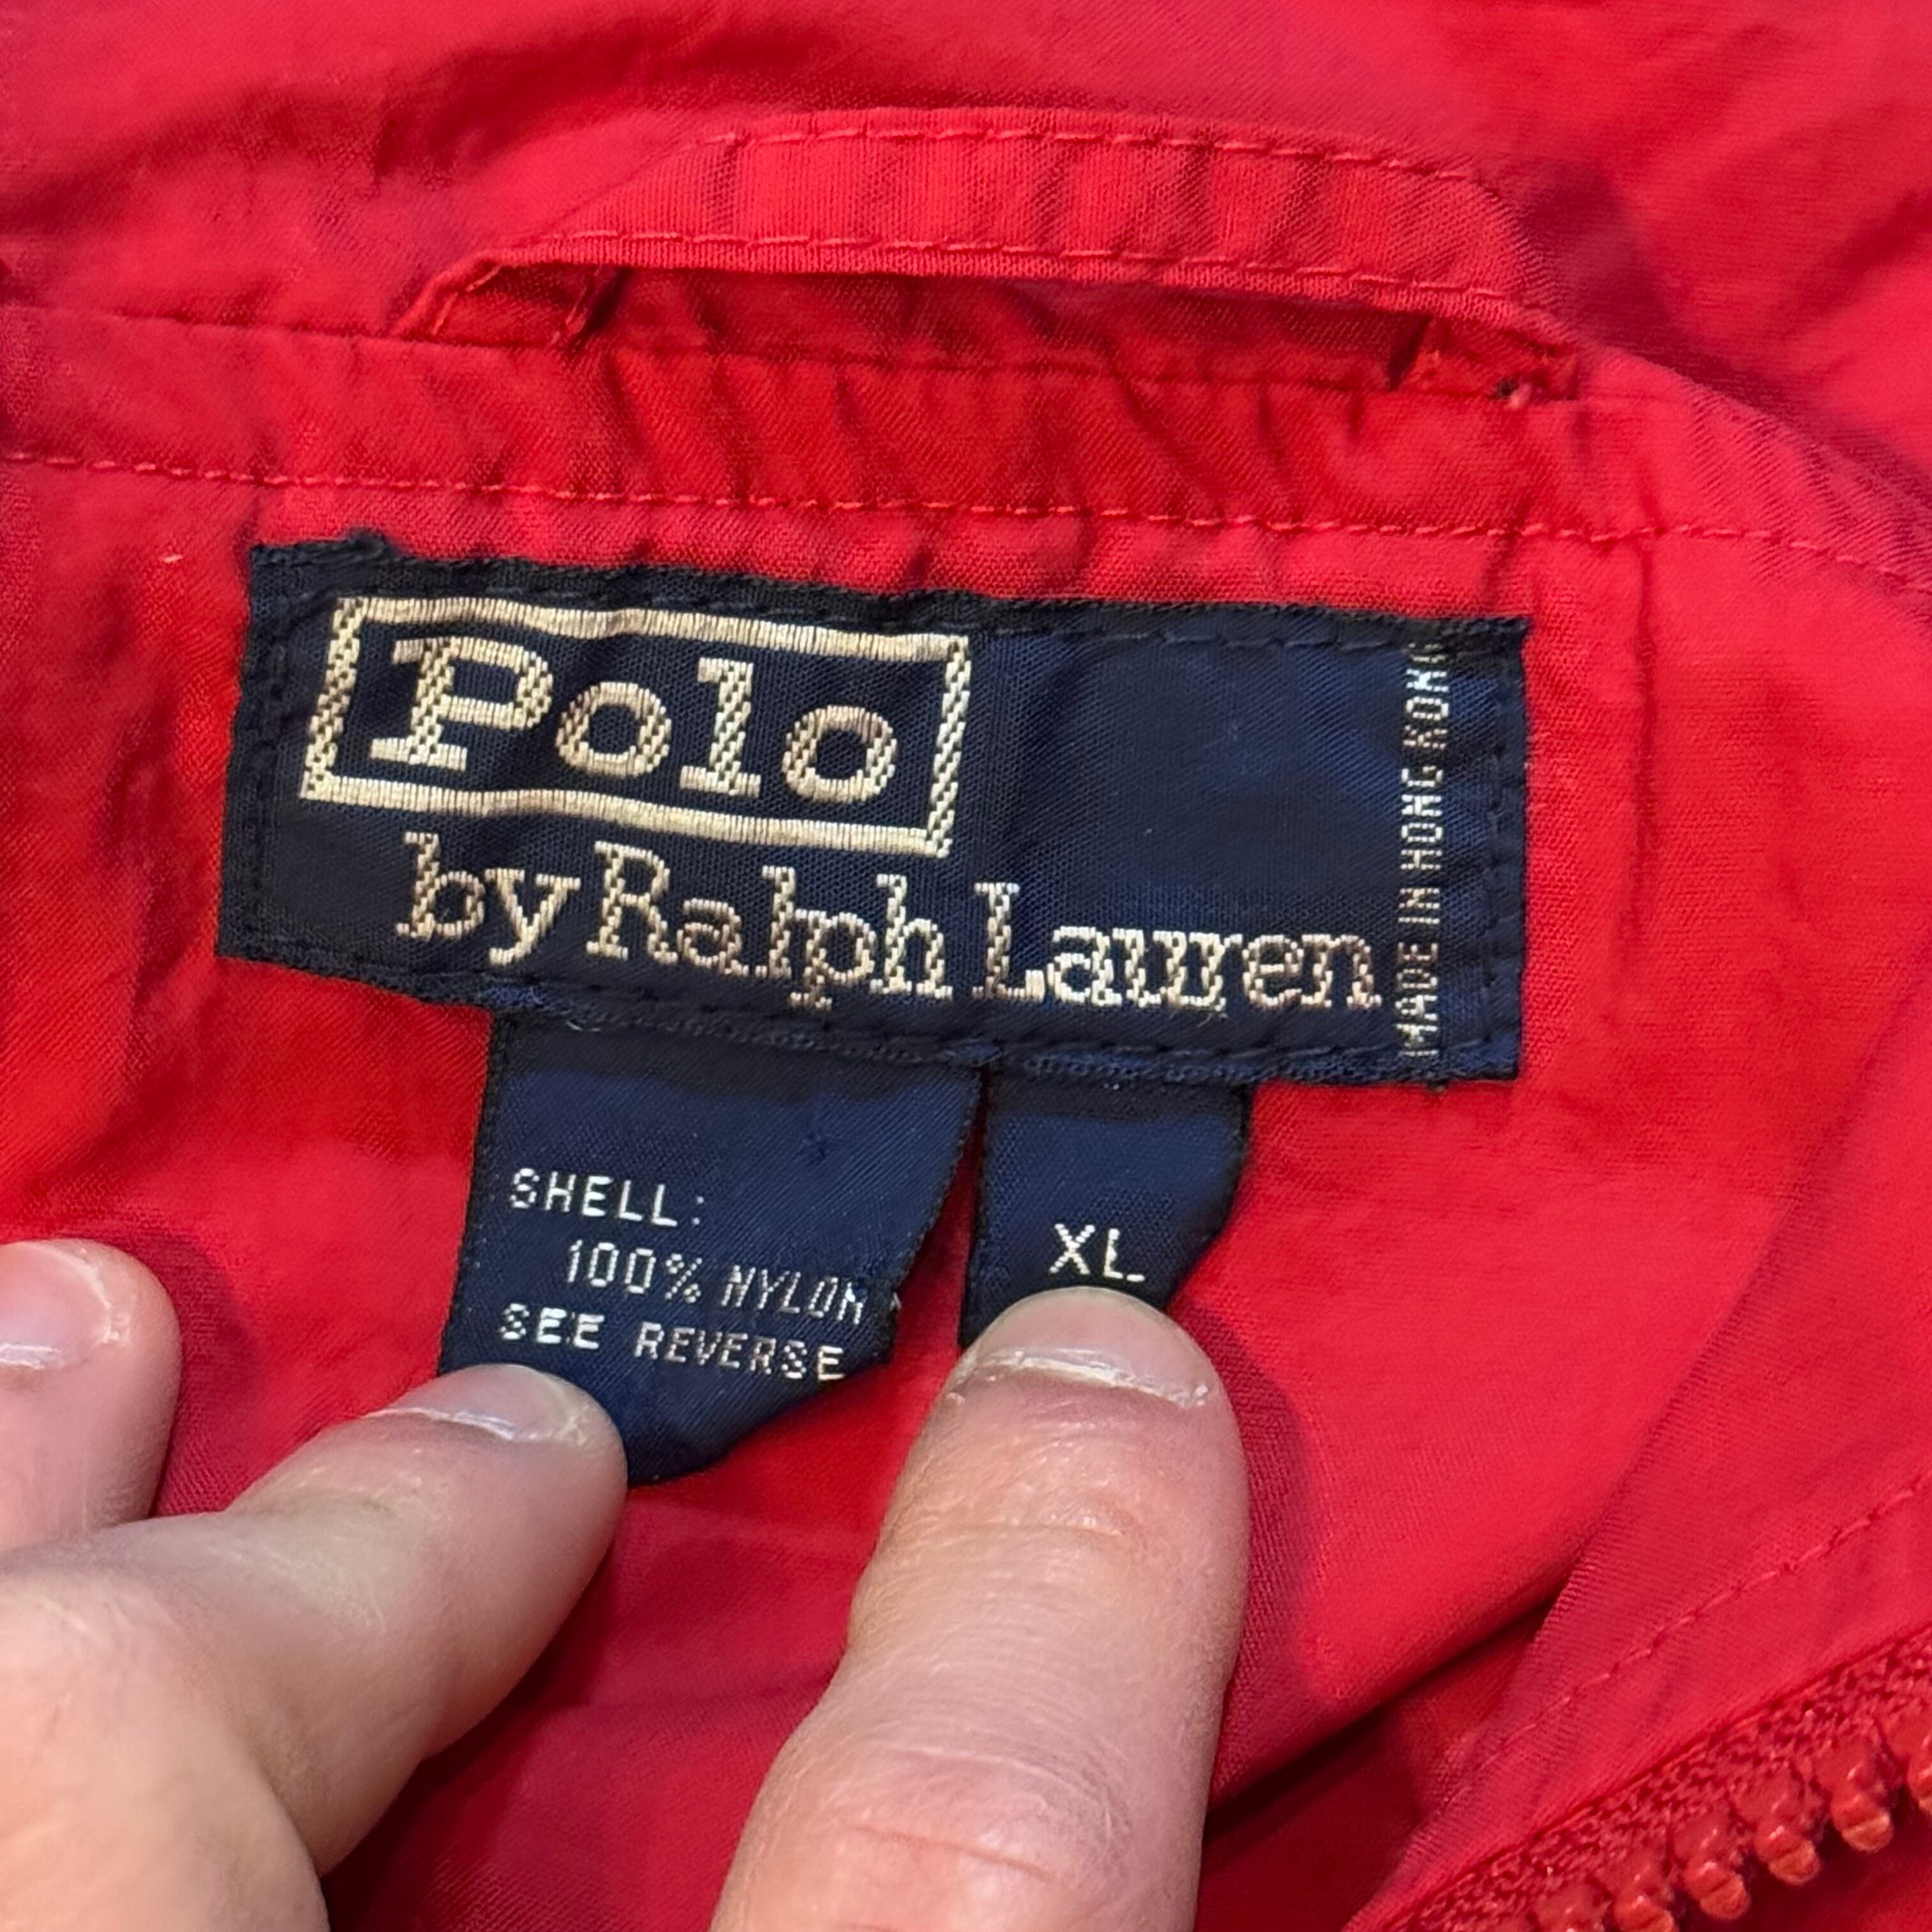 Polo
by Ralph Lauren
MADE IN HONG KONG
SHELL:
100% NYLON
SEE REVERSE
XL